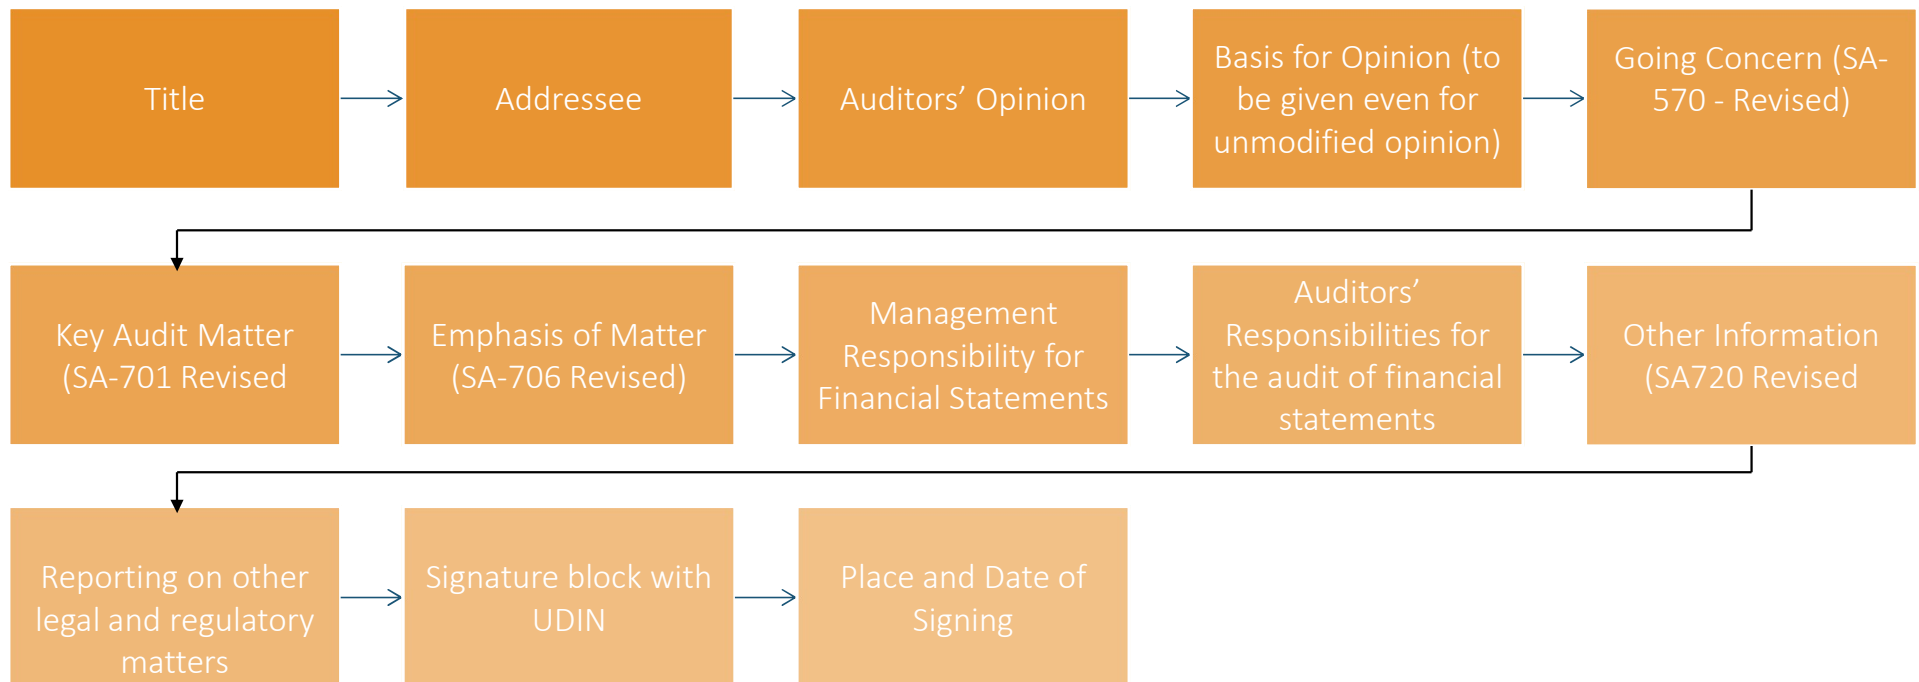 Title
Addressee
Auditors’ Opinion
Basis for Opinion (to
be given even for
unmodified opinion)
Going Concern (SA-
570 - Revised)
Key Audit Matter
(SA-701 Revised
Emphasis of Matter
(SA-706 Revised)
Management
Responsibility for
Financial Statements
Auditors’
Responsibilities for
the audit of financial
statements
Other Information
(SA720 Revised
Reporting on other
legal and regulatory
matters
Signature block with
UDIN
Place and Date of
Signing